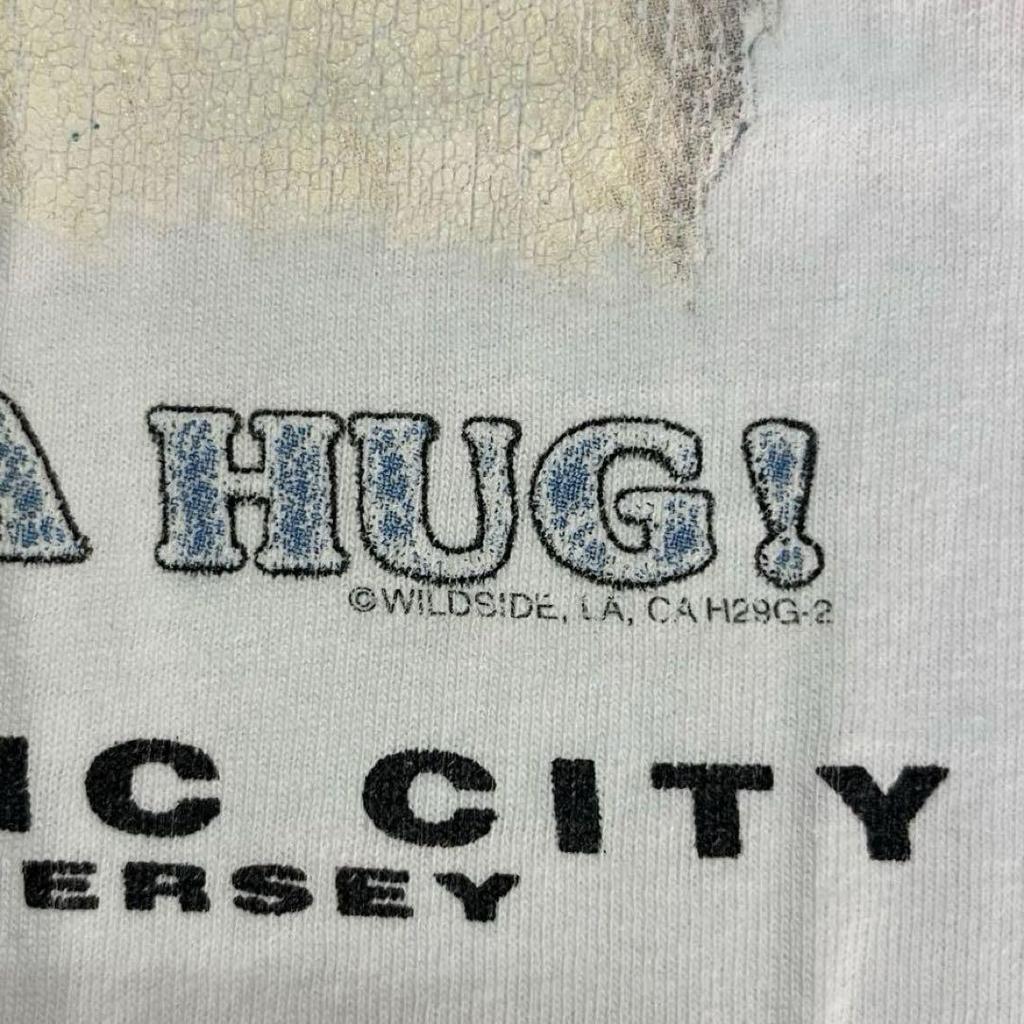 A HUG!
©WILDSIDE, LA, CA H29G-2
IC CITY
ERSEY